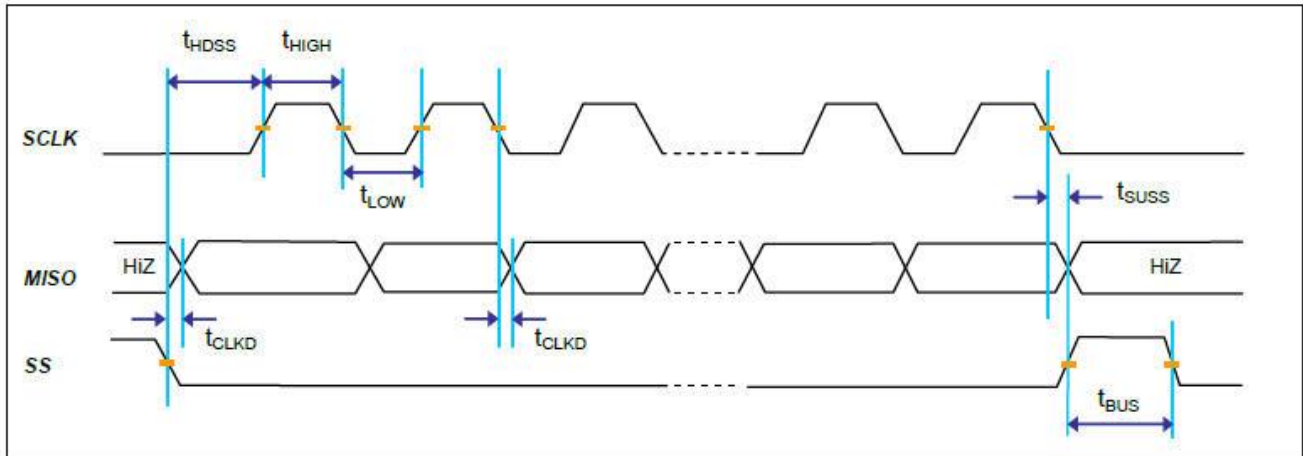 tHDSS tHIGH
SCLK
tLOW
tSUSS
HiZ HiZ
MISO
tCLKD tCLKD
SS
tBUS